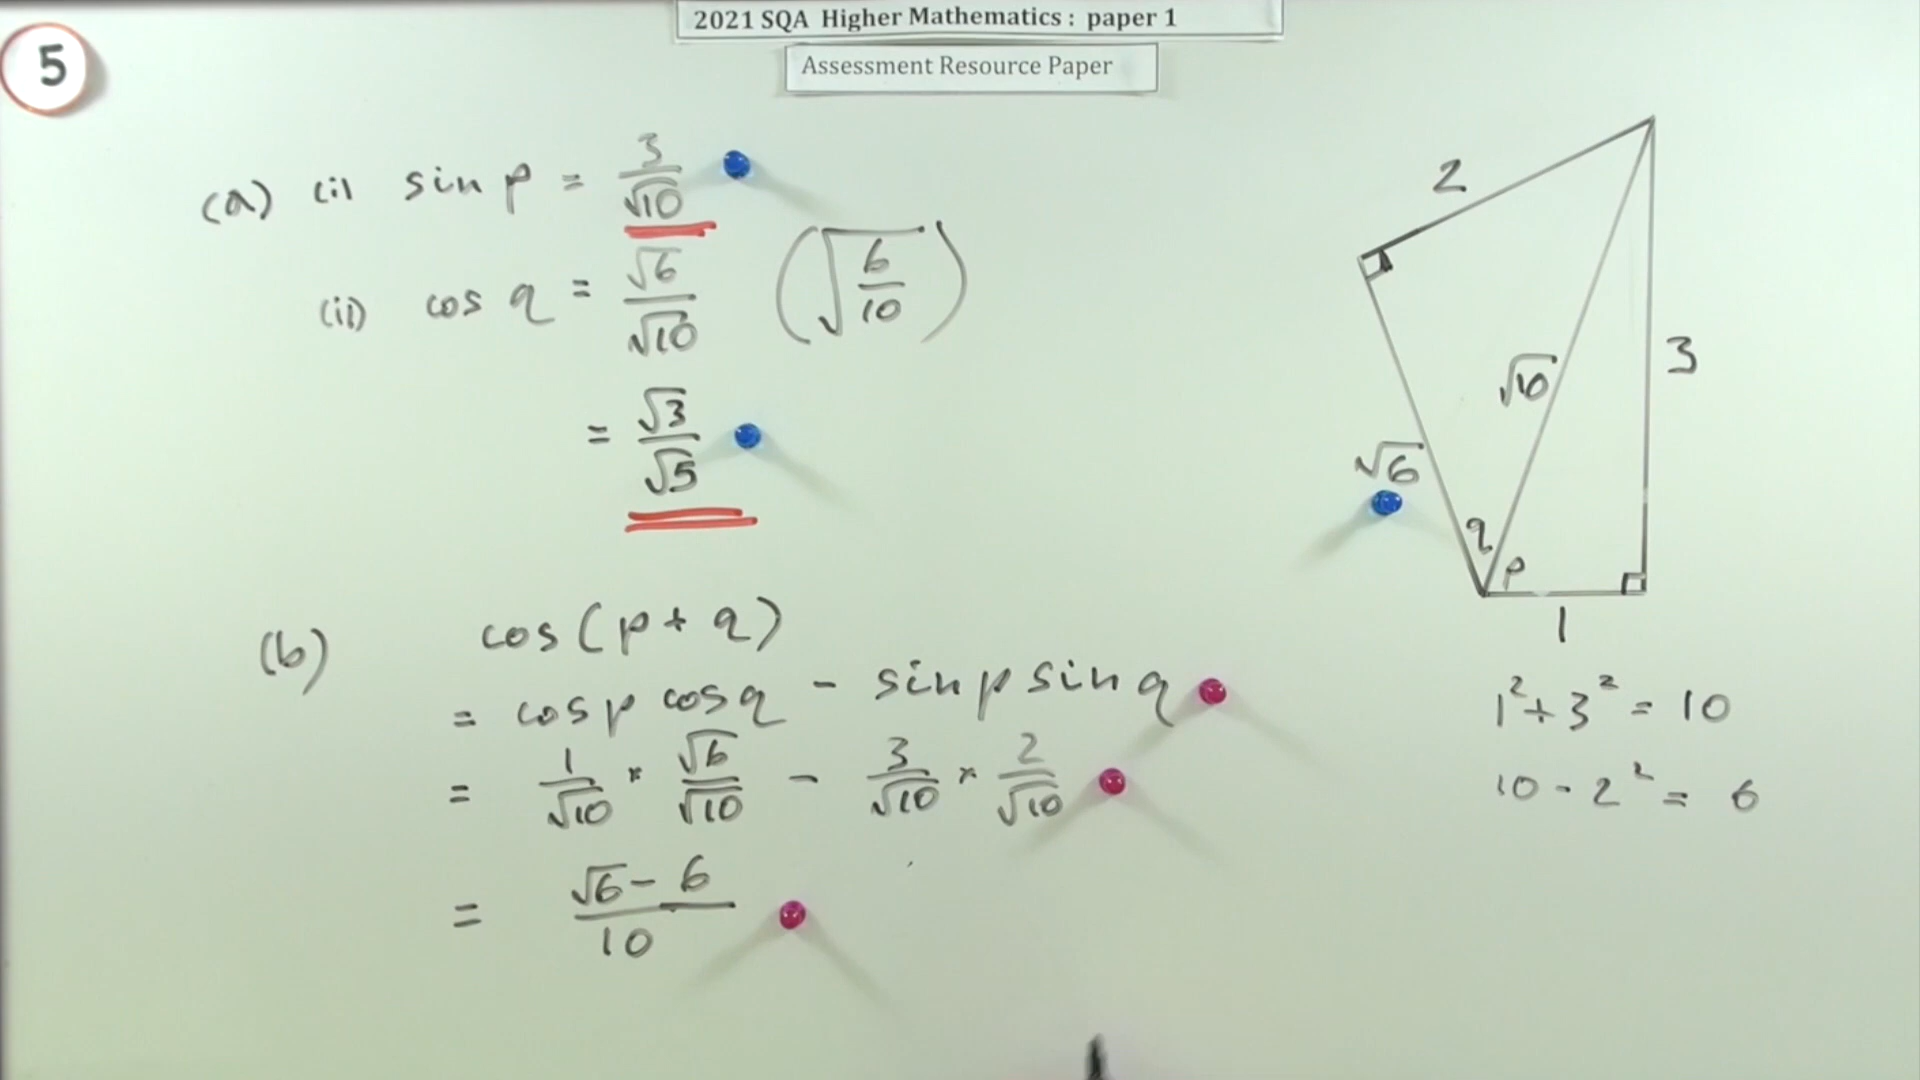 2021 SQA Higher Mathematics : paper 1
Assessment Resource Paper
5
(a) (i) sin p = 3/√10
(ii) cos q = √6/√10 (√(6/10))
= √3/√5
(b) cos(p + q)
= cos p cos q - sin p sin q
= 1/√10 × √6/√10 - 3/√10 × 2/√10
= (√6 - 6)/10
2
√10
3
√6
q
p
1
1² + 3² = 10
10 - 2² = 6